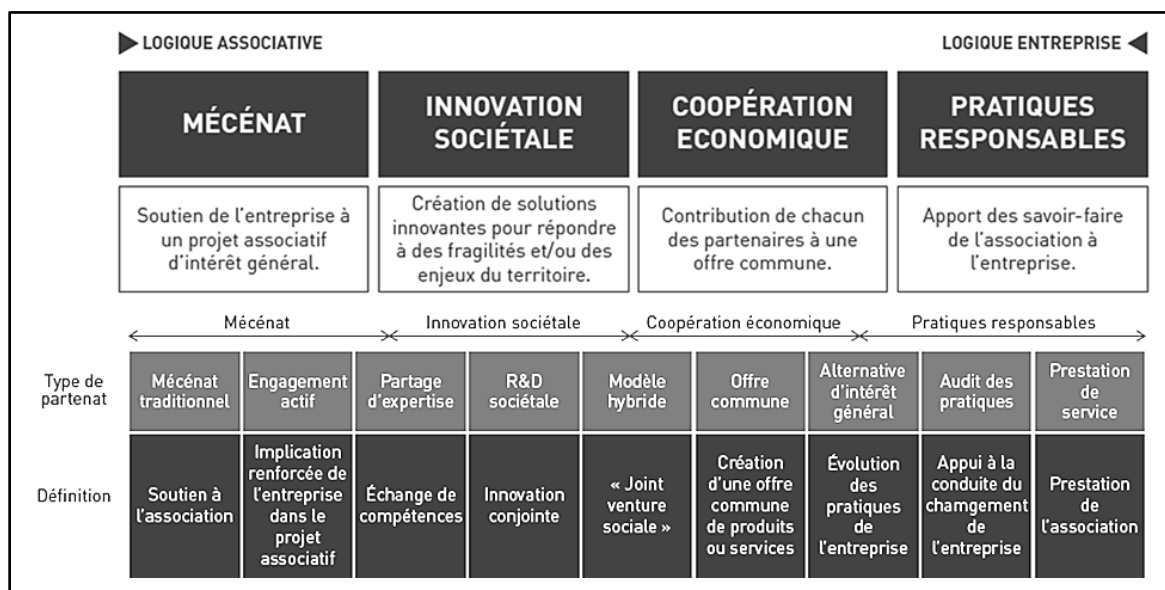 LOGIQUE ASSOCIATIVE
LOGIQUE ENTREPRISE
MÉCÉNAT
INNOVATION
SOCIÉTALE
COOPÉRATION
ECONOMIQUE
PRATIQUES
RESPONSABLES
Soutien de l'entreprise à
un projet associatif
d'intérêt général.
Création de solutions
innovantes pour répondre
à des fragilités et/ou des
enjeux du territoire.
Contribution de chacun
des partenaires à une
offre commune.
Apport des savoir-faire
de l'association à
l'entreprise.
Mécénat
Innovation sociétale
Coopération économique
Pratiques responsables
Type de
partenat
Mécénat
traditionnel
Engagement
actif
Partage
d'expertise
R&D
sociétale
Modèle
hybride
Offre
commune
Alternative
d'intérêt
général
Audit des
pratiques
Prestation
de
service
Définition
Soutien à
l'association
Implication
renforcée de
l'entreprise
dans le
projet
associatif
Échange de
compétences
Innovation
conjointe
« Joint
venture
sociale »
Création
d'une offre
commune
de produits
ou services
Évolution
des
pratiques
de
l'entreprise
Appui à la
conduite du
chamgement
de
l'entreprise
Prestation
de
l'association